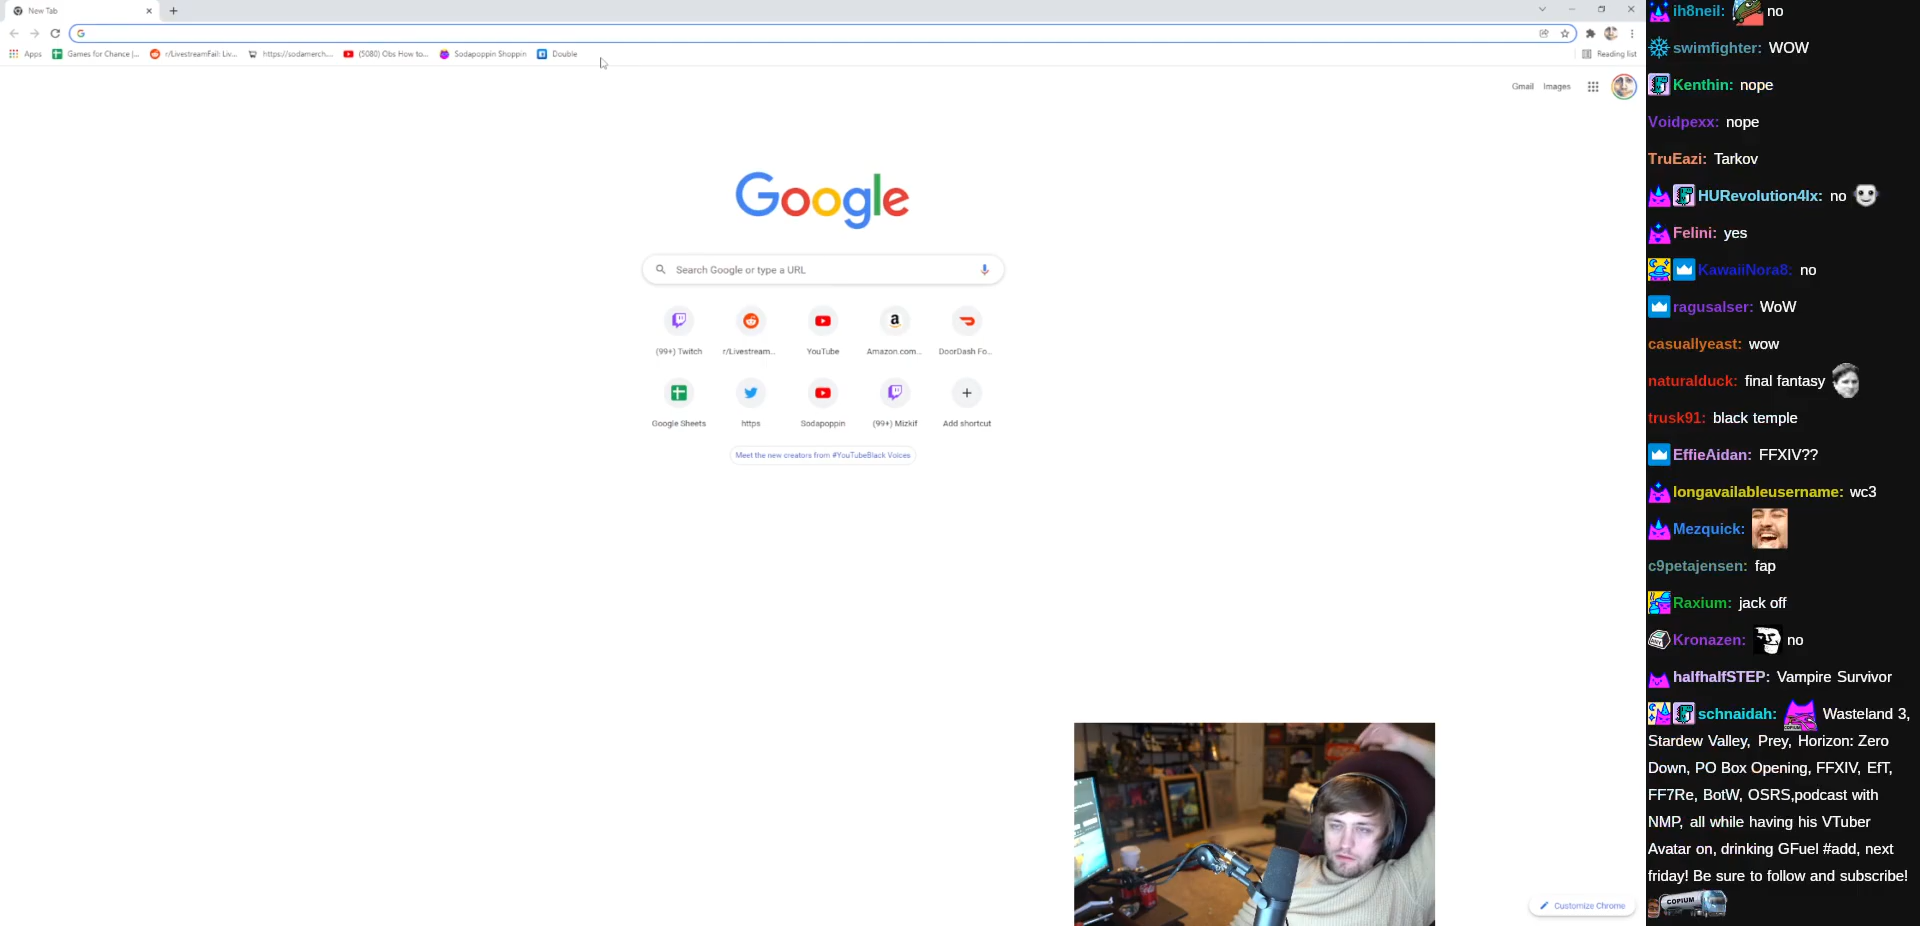 New Tab
Apps
Games for Chance |...
r/LivestreamFail: Liv...
https://sodamerch....
(5080) Obs How to...
Sodapoppin Shoppin
Double
Reading list
Gmail
Images
Google
Search Google or type a URL
(99+) Twitch
r/Livestream...
YouTube
Amazon.com...
DoorDash Fo...
Google Sheets
https
Sodapoppin
(99+) Mizkif
Add shortcut
Meet the new creators from #YouTubeBlack Voices
Customize Chrome
ih8neil: no
swimfighter: WOW
Kenthin: nope
Voidpexx: nope
TruEazi: Tarkov
HURevolution4lx: no
Felini: yes
KawaiiNora8: no
ragusalser: WoW
casuallyeast: wow
naturalduck: final fantasy
trusk91: black temple
EffieAidan: FFXIV??
longavailableusername: wc3
Mezquick:
c9petajensen: fap
Raxium: jack off
Kronazen: no
halfhalfSTEP: Vampire Survivor
schnaidah: Wasteland 3,
Stardew Valley, Prey, Horizon: Zero
Down, PO Box Opening, FFXIV, EfT,
FF7Re, BotW, OSRS,podcast with
NMP, all while having his VTuber
Avatar on, drinking GFuel #add, next
friday! Be sure to follow and subscribe!
COPIUM